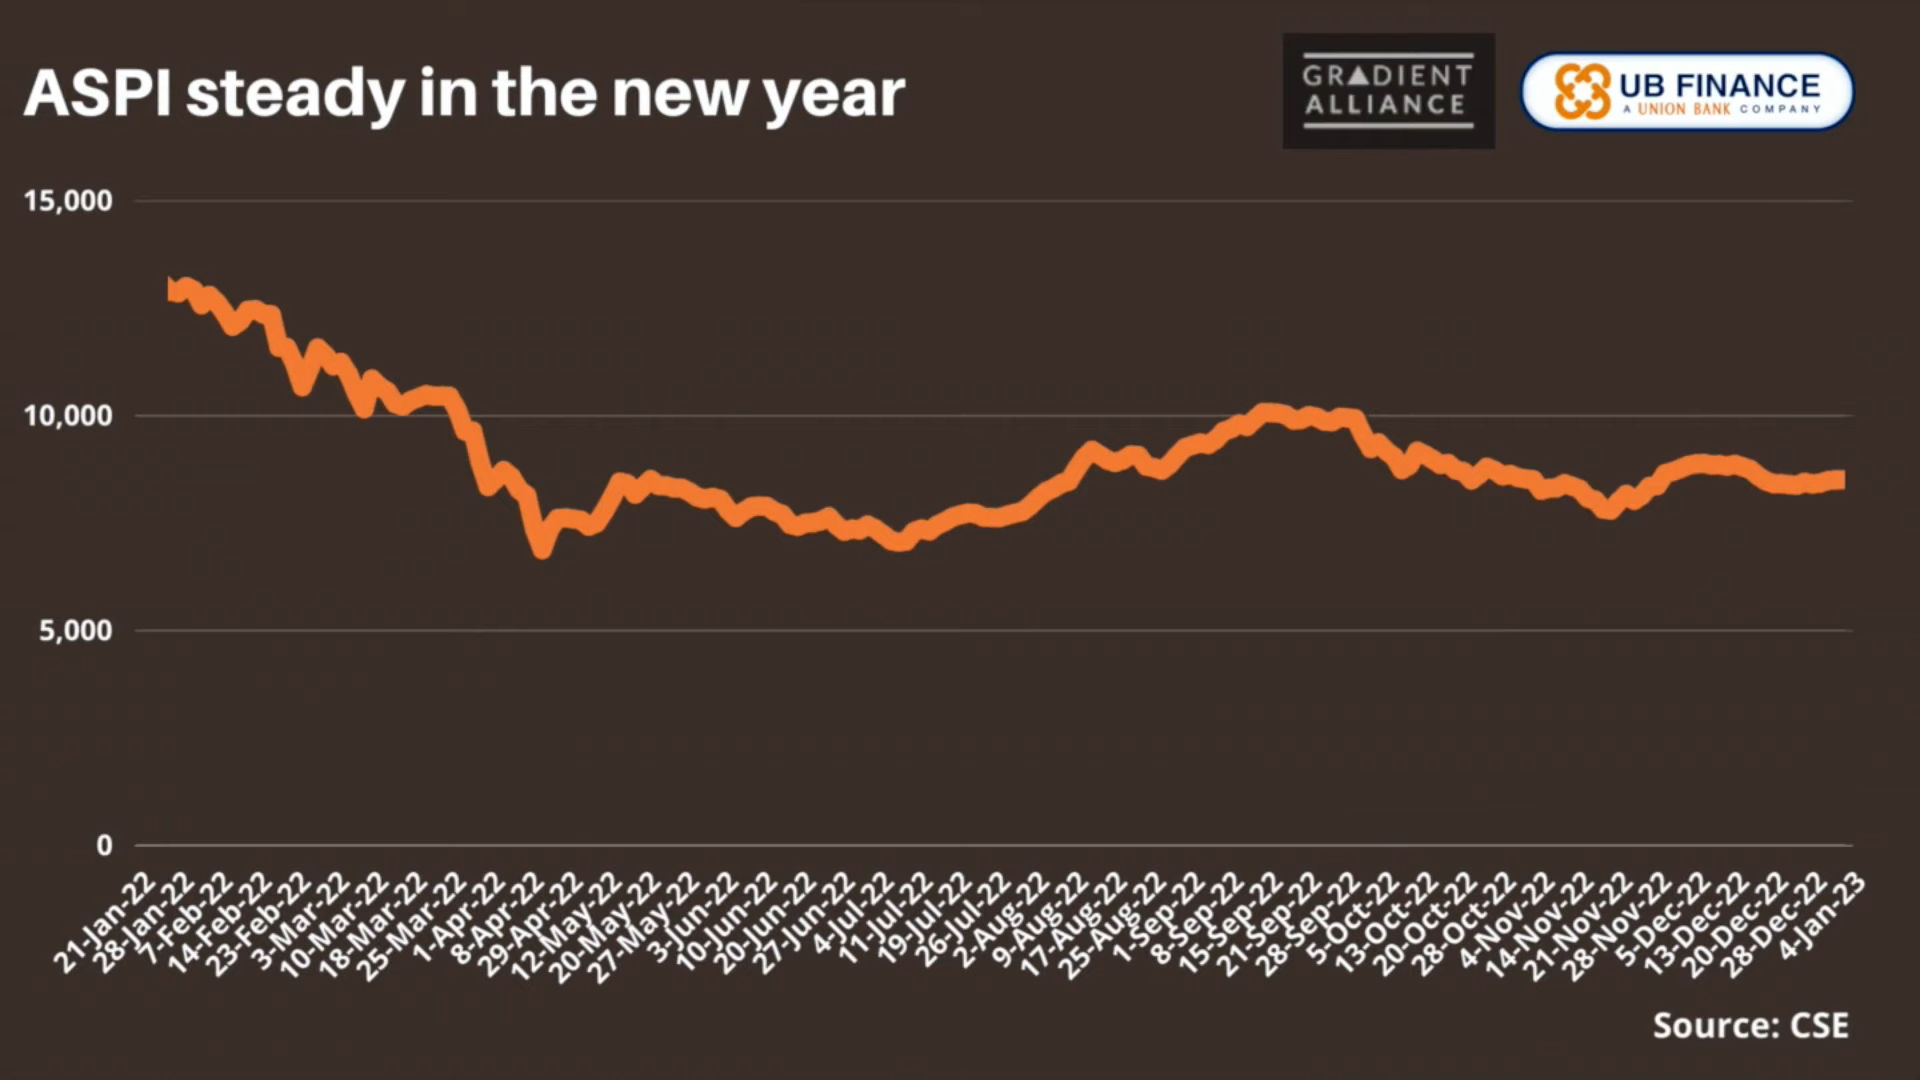 ASPI steady in the new year
GRADIENT
ALLIANCE
UB FINANCE
A UNION BANK COMPANY
15,000
10,000
5,000
0
21-Jan-22
28-Jan-22
7-Feb-22
14-Feb-22
23-Feb-22
3-Mar-22
10-Mar-22
18-Mar-22
25-Mar-22
1-Apr-22
8-Apr-22
29-Apr-22
12-May-22
20-May-22
27-May-22
3-Jun-22
10-Jun-22
20-Jun-22
27-Jun-22
4-Jul-22
11-Jul-22
19-Jul-22
26-Jul-22
2-Aug-22
9-Aug-22
17-Aug-22
25-Aug-22
1-Sep-22
8-Sep-22
15-Sep-22
21-Sep-22
28-Sep-22
5-Oct-22
13-Oct-22
20-Oct-22
28-Oct-22
4-Nov-22
14-Nov-22
21-Nov-22
28-Nov-22
5-Dec-22
13-Dec-22
20-Dec-22
28-Dec-22
4-Jan-23
Source: CSE